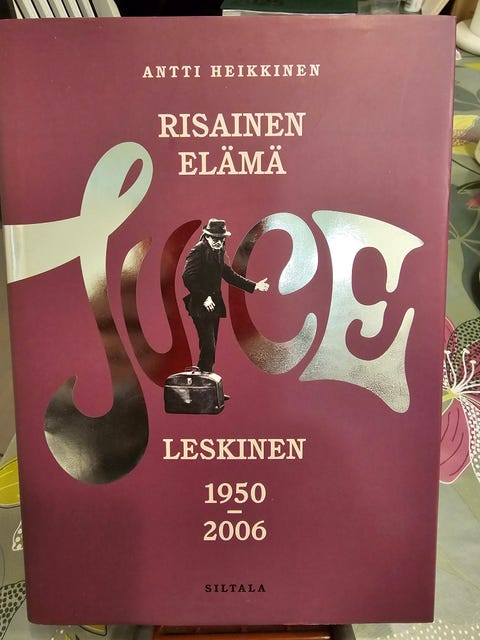 ANTTI HEIKKINEN
RISAINEN
ELÄMÄ
JUICE
LESKINEN
1950
–
2006
SILTALA